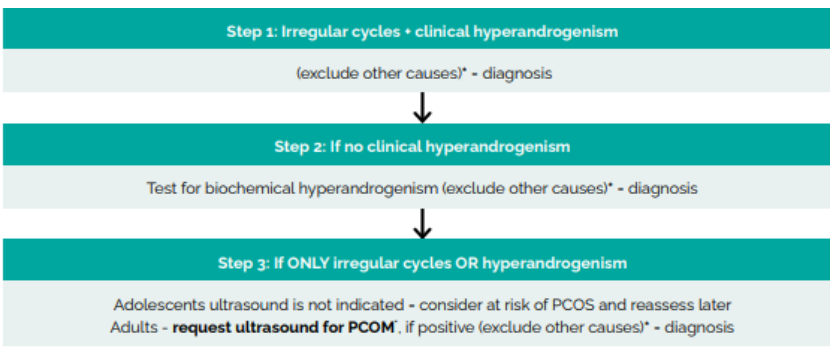 Step 1: Irregular cycles + clinical hyperandrogenism
(exclude other causes)* - diagnosis
Step 2: If no clinical hyperandrogenism
Test for biochemical hyperandrogenism (exclude other causes)* - diagnosis
Step 3: If ONLY irregular cycles OR hyperandrogenism
Adolescents ultrasound is not indicated - consider at risk of PCOS and reassess later
Adults - request ultrasound for PCOM*, if positive (exclude other causes)* - diagnosis